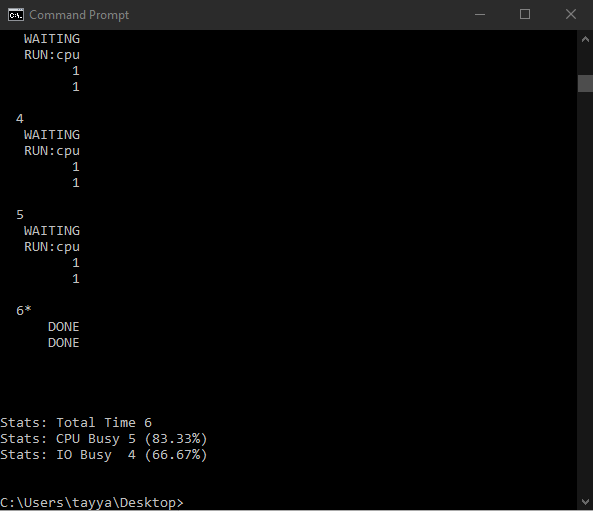 Command Prompt
WAITING
RUN:cpu
1
1
4
WAITING
RUN:cpu
1
1
5
WAITING
RUN:cpu
1
1
6*
DONE
DONE
Stats: Total Time 6
Stats: CPU Busy 5 (83.33%)
Stats: IO Busy  4 (66.67%)
C:\Users\tayya\Desktop>